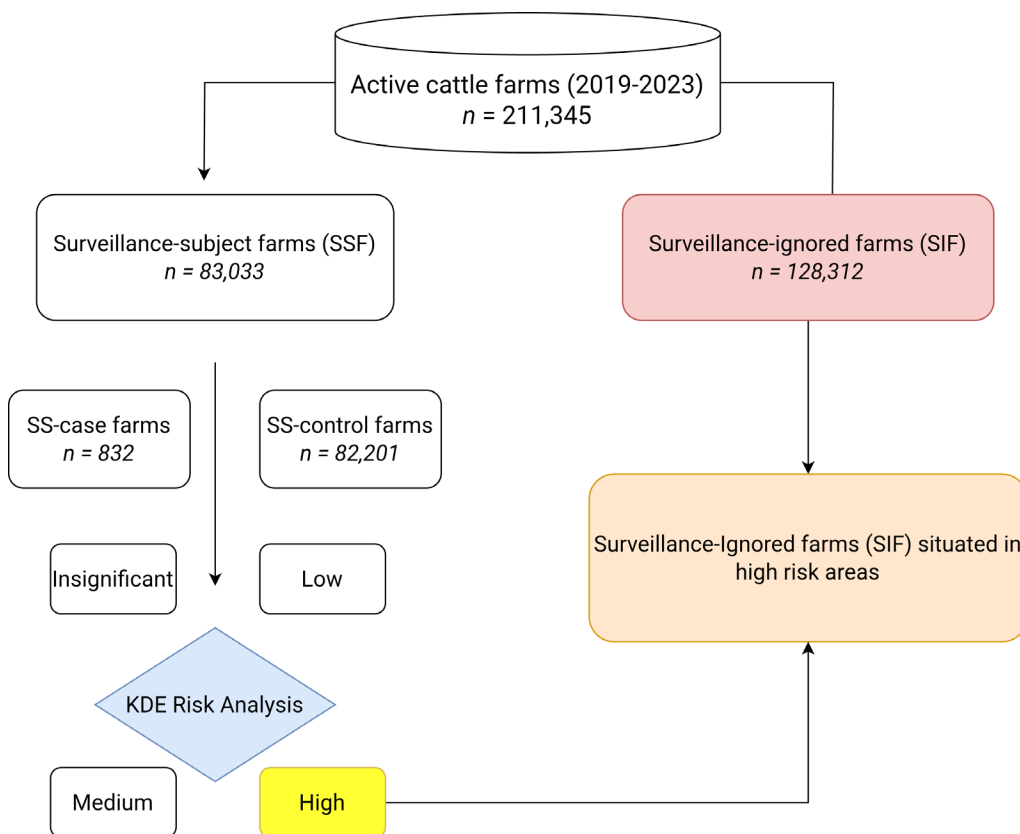 Active cattle farms (2019-2023)
n = 211,345
Surveillance-subject farms (SSF)
n = 83,033
Surveillance-ignored farms (SIF)
n = 128,312
SS-case farms
n = 832
SS-control farms
n = 82,201
Surveillance-Ignored farms (SIF) situated in
high risk areas
Insignificant
Low
KDE Risk Analysis
Medium
High